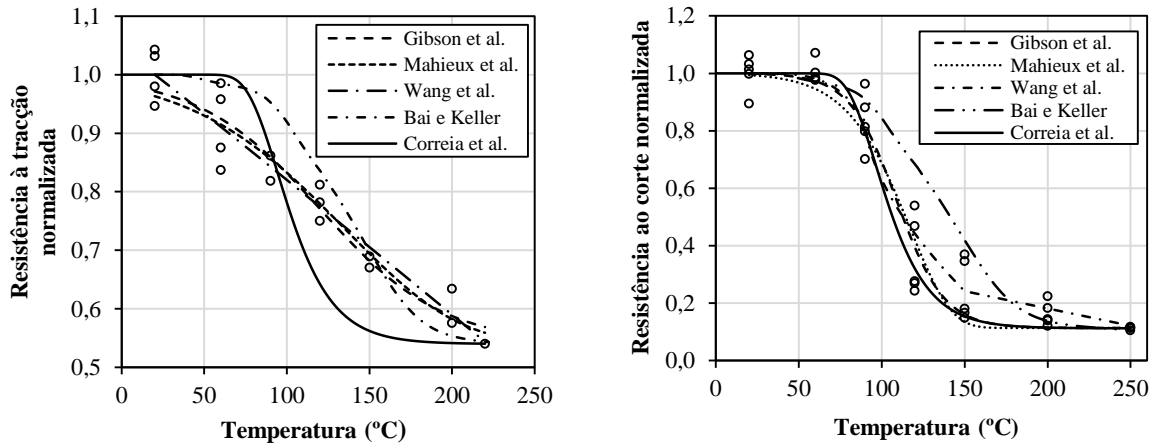 1,1
1,0
0,9
0,8
0,7
0,6
0,5
0
50
100
150
200
250
Resistência à tracção
normalizada
Temperatura (ºC)
Gibson et al.
Mahieux et al.
Wang et al.
Bai e Keller
Correia et al.
1,2
1,0
0,8
0,6
0,4
0,2
0,0
0
50
100
150
200
250
Resistência ao corte normalizada
Temperatura (ºC)
Gibson et al.
Mahieux et al.
Wang et al.
Bai e Keller
Correia et al.